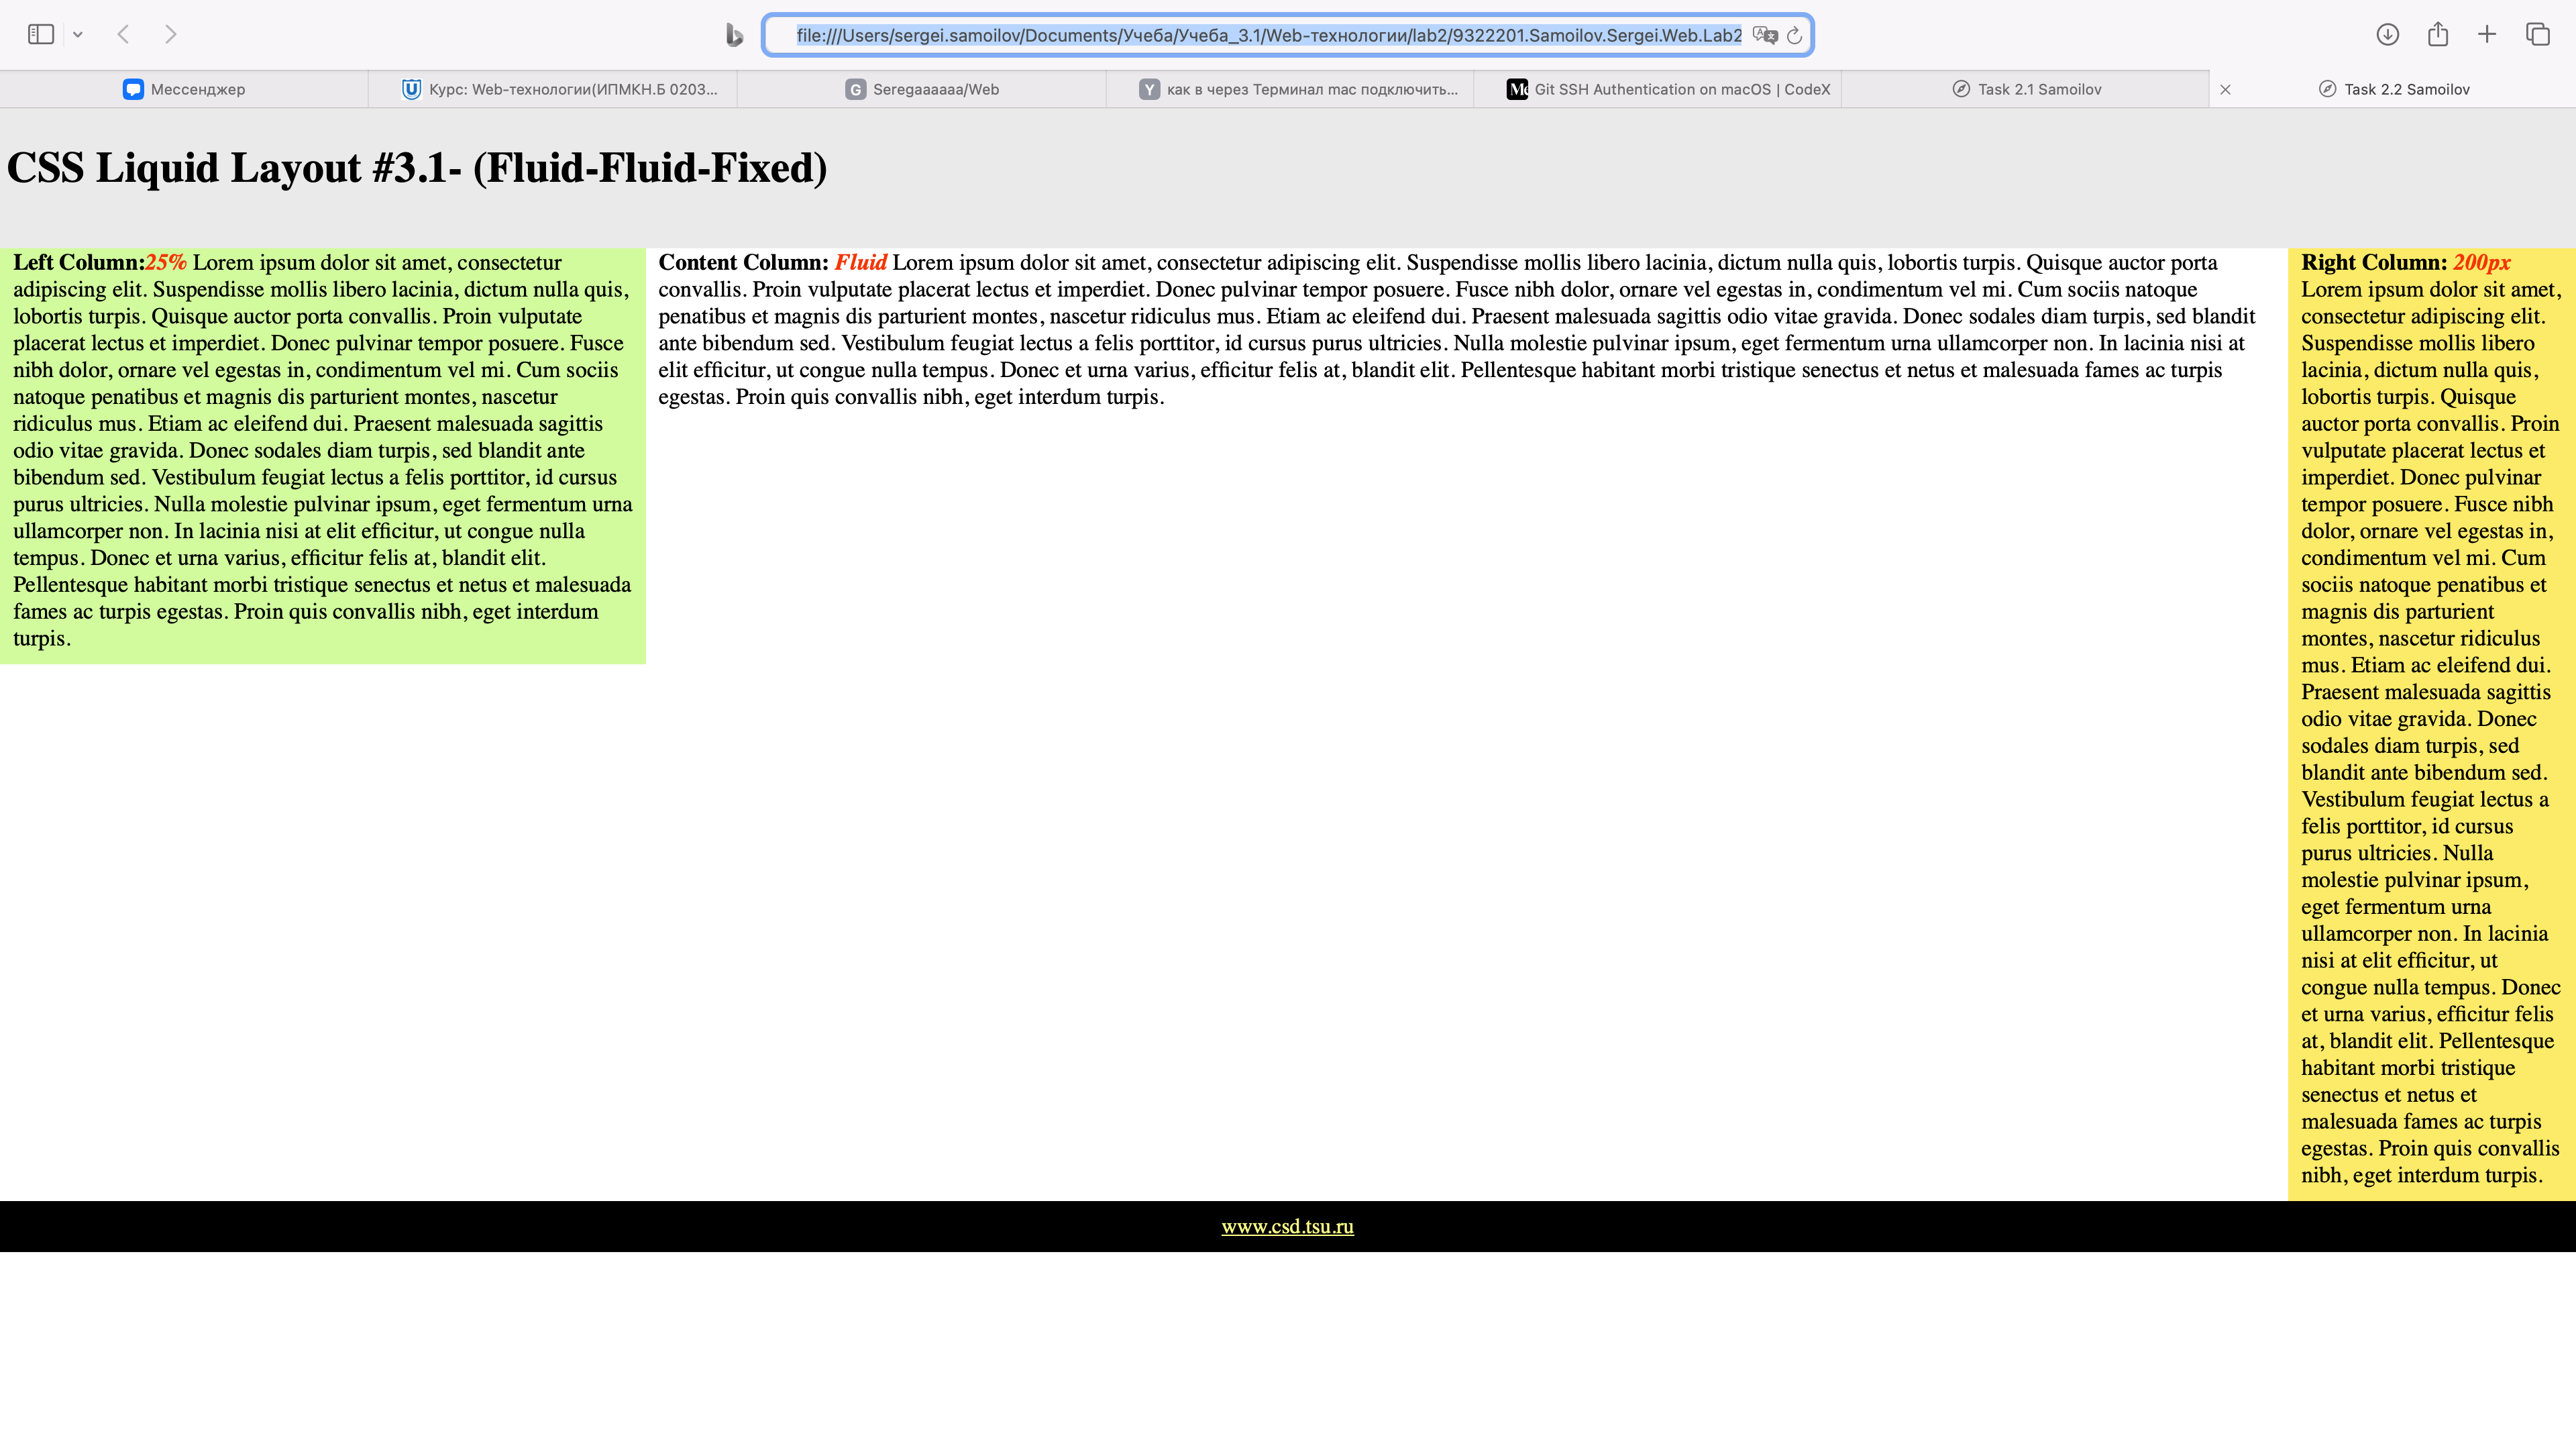 file:///Users/sergei.samoilov/Documents/Учеба/Учеба_3.1/Web-технологии/lab2/9322201.Samoilov.Sergei.Web.Lab2
Мессенджер
Курс: Web-технологии(ИПМКН.Б 0203...
G Seregaaaaaa/Web
Y как в через Терминал mac подключить...
Git SSH Authentication on macOS | CodeX
Task 2.1 Samoilov
Task 2.2 Samoilov
CSS Liquid Layout #3.1- (Fluid-Fluid-Fixed)
Left Column:25% Lorem ipsum dolor sit amet, consectetur
adipiscing elit. Suspendisse mollis libero lacinia, dictum nulla quis,
lobortis turpis. Quisque auctor porta convallis. Proin vulputate
placerat lectus et imperdiet. Donec pulvinar tempor posuere. Fusce
nibh dolor, ornare vel egestas in, condimentum vel mi. Cum sociis
natoque penatibus et magnis dis parturient montes, nascetur
ridiculus mus. Etiam ac eleifend dui. Praesent malesuada sagittis
odio vitae gravida. Donec sodales diam turpis, sed blandit ante
bibendum sed. Vestibulum feugiat lectus a felis porttitor, id cursus
purus ultricies. Nulla molestie pulvinar ipsum, eget fermentum urna
ullamcorper non. In lacinia nisi at elit efficitur, ut congue nulla
tempus. Donec et urna varius, efficitur felis at, blandit elit.
Pellentesque habitant morbi tristique senectus et netus et malesuada
fames ac turpis egestas. Proin quis convallis nibh, eget interdum
turpis.
Content Column: Fluid Lorem ipsum dolor sit amet, consectetur adipiscing elit. Suspendisse mollis libero lacinia, dictum nulla quis, lobortis turpis. Quisque auctor porta
convallis. Proin vulputate placerat lectus et imperdiet. Donec pulvinar tempor posuere. Fusce nibh dolor, ornare vel egestas in, condimentum vel mi. Cum sociis natoque
penatibus et magnis dis parturient montes, nascetur ridiculus mus. Etiam ac eleifend dui. Praesent malesuada sagittis odio vitae gravida. Donec sodales diam turpis, sed blandit
ante bibendum sed. Vestibulum feugiat lectus a felis porttitor, id cursus purus ultricies. Nulla molestie pulvinar ipsum, eget fermentum urna ullamcorper non. In lacinia nisi at
elit efficitur, ut congue nulla tempus. Donec et urna varius, efficitur felis at, blandit elit. Pellentesque habitant morbi tristique senectus et netus et malesuada fames ac turpis
egestas. Proin quis convallis nibh, eget interdum turpis.
Right Column: 200px
Lorem ipsum dolor sit amet,
consectetur adipiscing elit.
Suspendisse mollis libero
lacinia, dictum nulla quis,
lobortis turpis. Quisque
auctor porta convallis. Proin
vulputate placerat lectus et
imperdiet. Donec pulvinar
tempor posuere. Fusce nibh
dolor, ornare vel egestas in,
condimentum vel mi. Cum
sociis natoque penatibus et
magnis dis parturient
montes, nascetur ridiculus
mus. Etiam ac eleifend dui.
Praesent malesuada sagittis
odio vitae gravida. Donec
sodales diam turpis, sed
blandit ante bibendum sed.
Vestibulum feugiat lectus a
felis porttitor, id cursus
purus ultricies. Nulla
molestie pulvinar ipsum,
eget fermentum urna
ullamcorper non. In lacinia
nisi at elit efficitur, ut
congue nulla tempus. Donec
et urna varius, efficitur felis
at, blandit elit. Pellentesque
habitant morbi tristique
senectus et netus et
malesuada fames ac turpis
egestas. Proin quis convallis
nibh, eget interdum turpis.
www.csd.tsu.ru